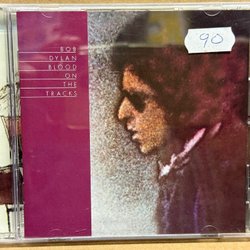 BOB
DYLAN
BLOOD
ON
THE
TRACKS
90